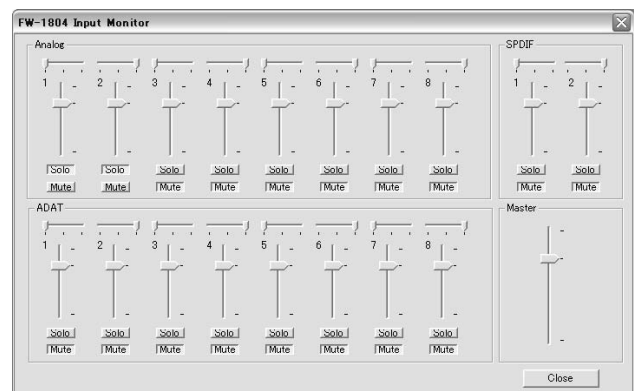 FW-1804 Input Monitor
Analog
SPDIF
1 2 3 4 5 6 7 8 1 2
Solo Solo Solo Solo Solo Solo Solo Solo Solo Solo
Mute Mute Mute Mute Mute Mute Mute Mute Mute Mute
ADAT
Master
1 2 3 4 5 6 7 8
Solo Solo Solo Solo Solo Solo Solo Solo
Mute Mute Mute Mute Mute Mute Mute Mute
Close